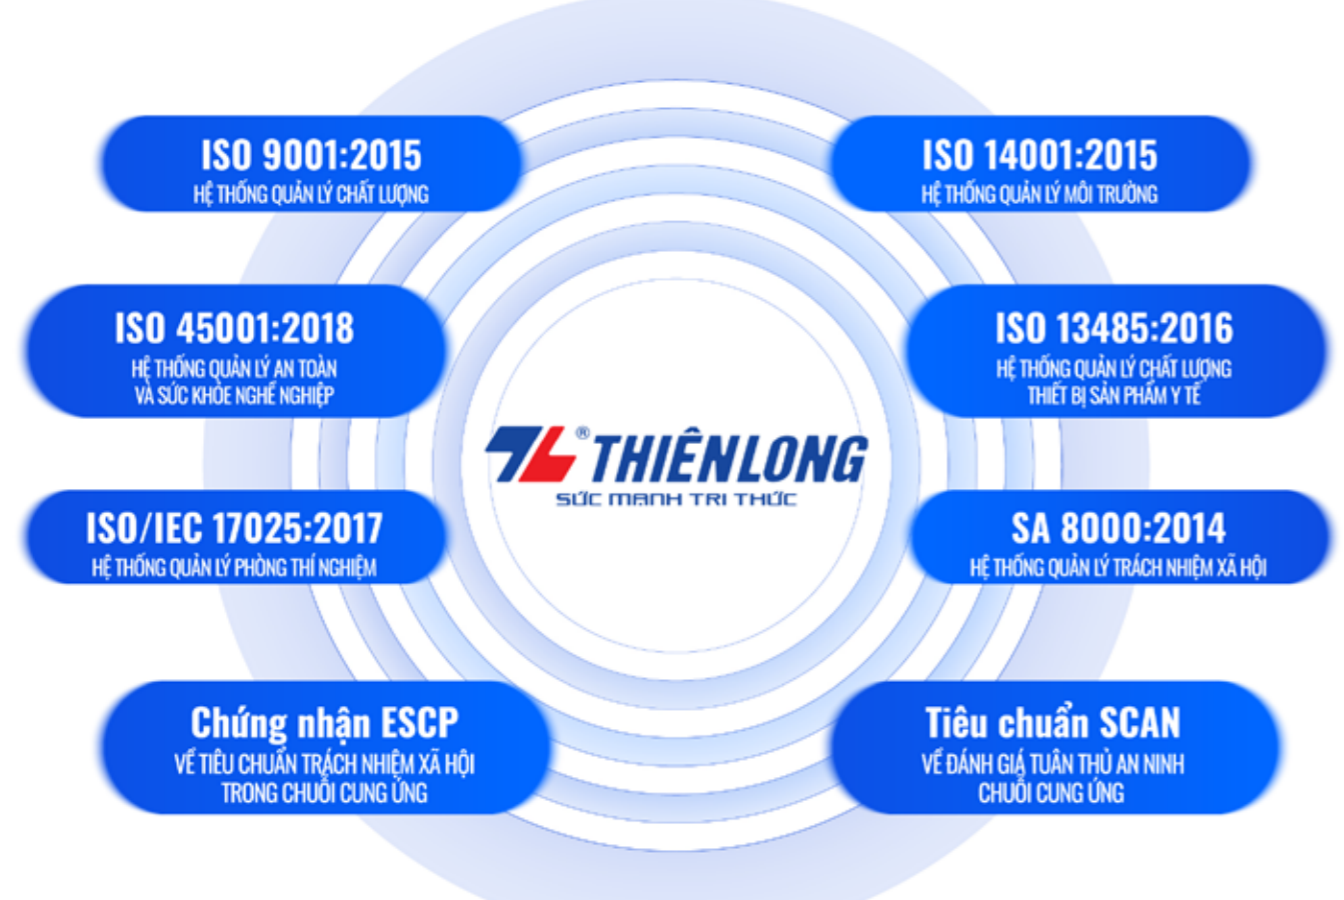 ISO 9001:2015
HỆ THỐNG QUẢN LÝ CHẤT LƯỢNG
ISO 14001:2015
HỆ THỐNG QUẢN LÝ MÔI TRƯỜNG
ISO 45001:2018
HỆ THỐNG QUẢN LÝ AN TOÀN
VÀ SỨC KHỎE NGHỀ NGHIỆP
ISO 13485:2016
HỆ THỐNG QUẢN LÝ CHẤT LƯỢNG
THIẾT BỊ SẢN PHẨM Y TẾ
TL® THIÊN LONG
SỨC MẠNH TRI THỨC
ISO/IEC 17025:2017
HỆ THỐNG QUẢN LÝ PHÒNG THÍ NGHIỆM
SA 8000:2014
HỆ THỐNG QUẢN LÝ TRÁCH NHIỆM XÃ HỘI
Chứng nhận ESCP
VỀ TIÊU CHUẨN TRÁCH NHIỆM XÃ HỘI
TRONG CHUỖI CUNG ỨNG
Tiêu chuẩn SCAN
VỀ ĐÁNH GIÁ TUÂN THỦ AN NINH
CHUỖI CUNG ỨNG